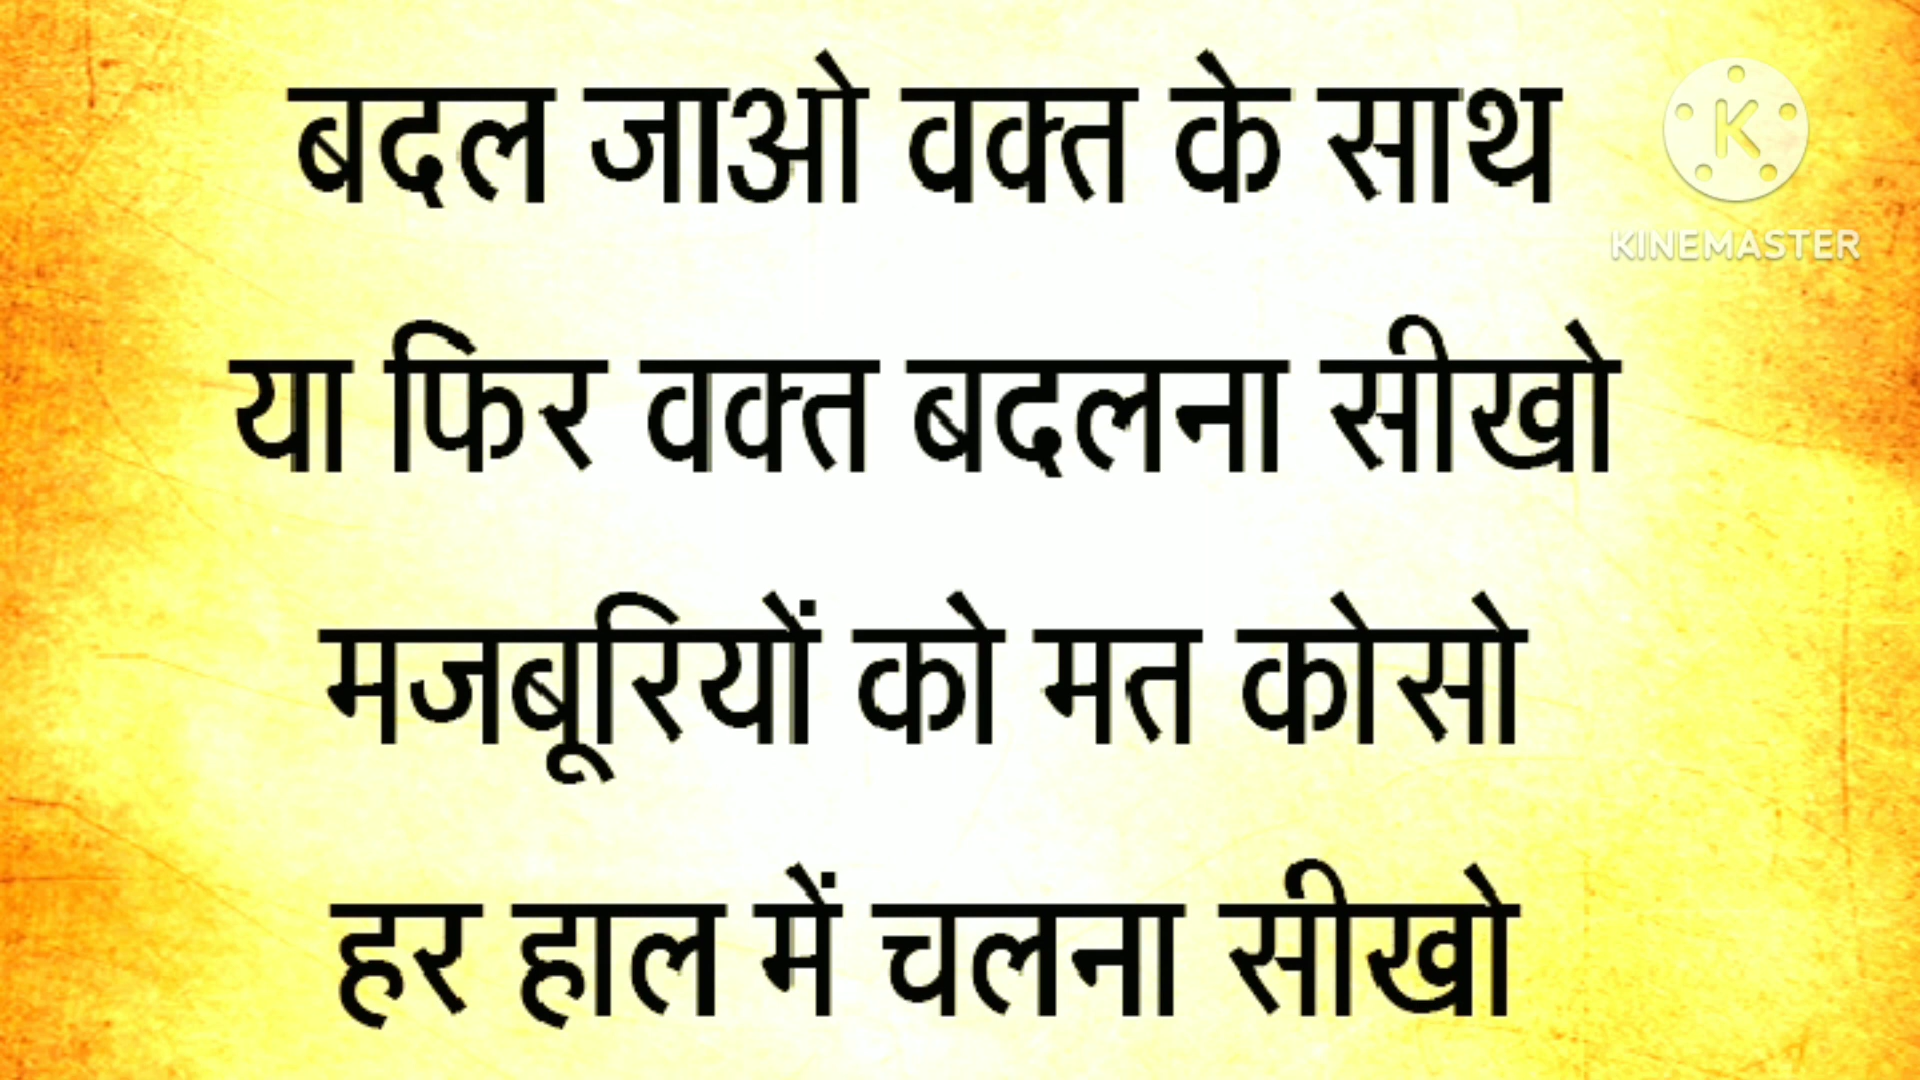 बदल जाओ वक्त के साथ
KINEMASTER
या फिर वक्त बदलना सीखो
मजबूरियों को मत कोसो
हर हाल में चलना सीखो